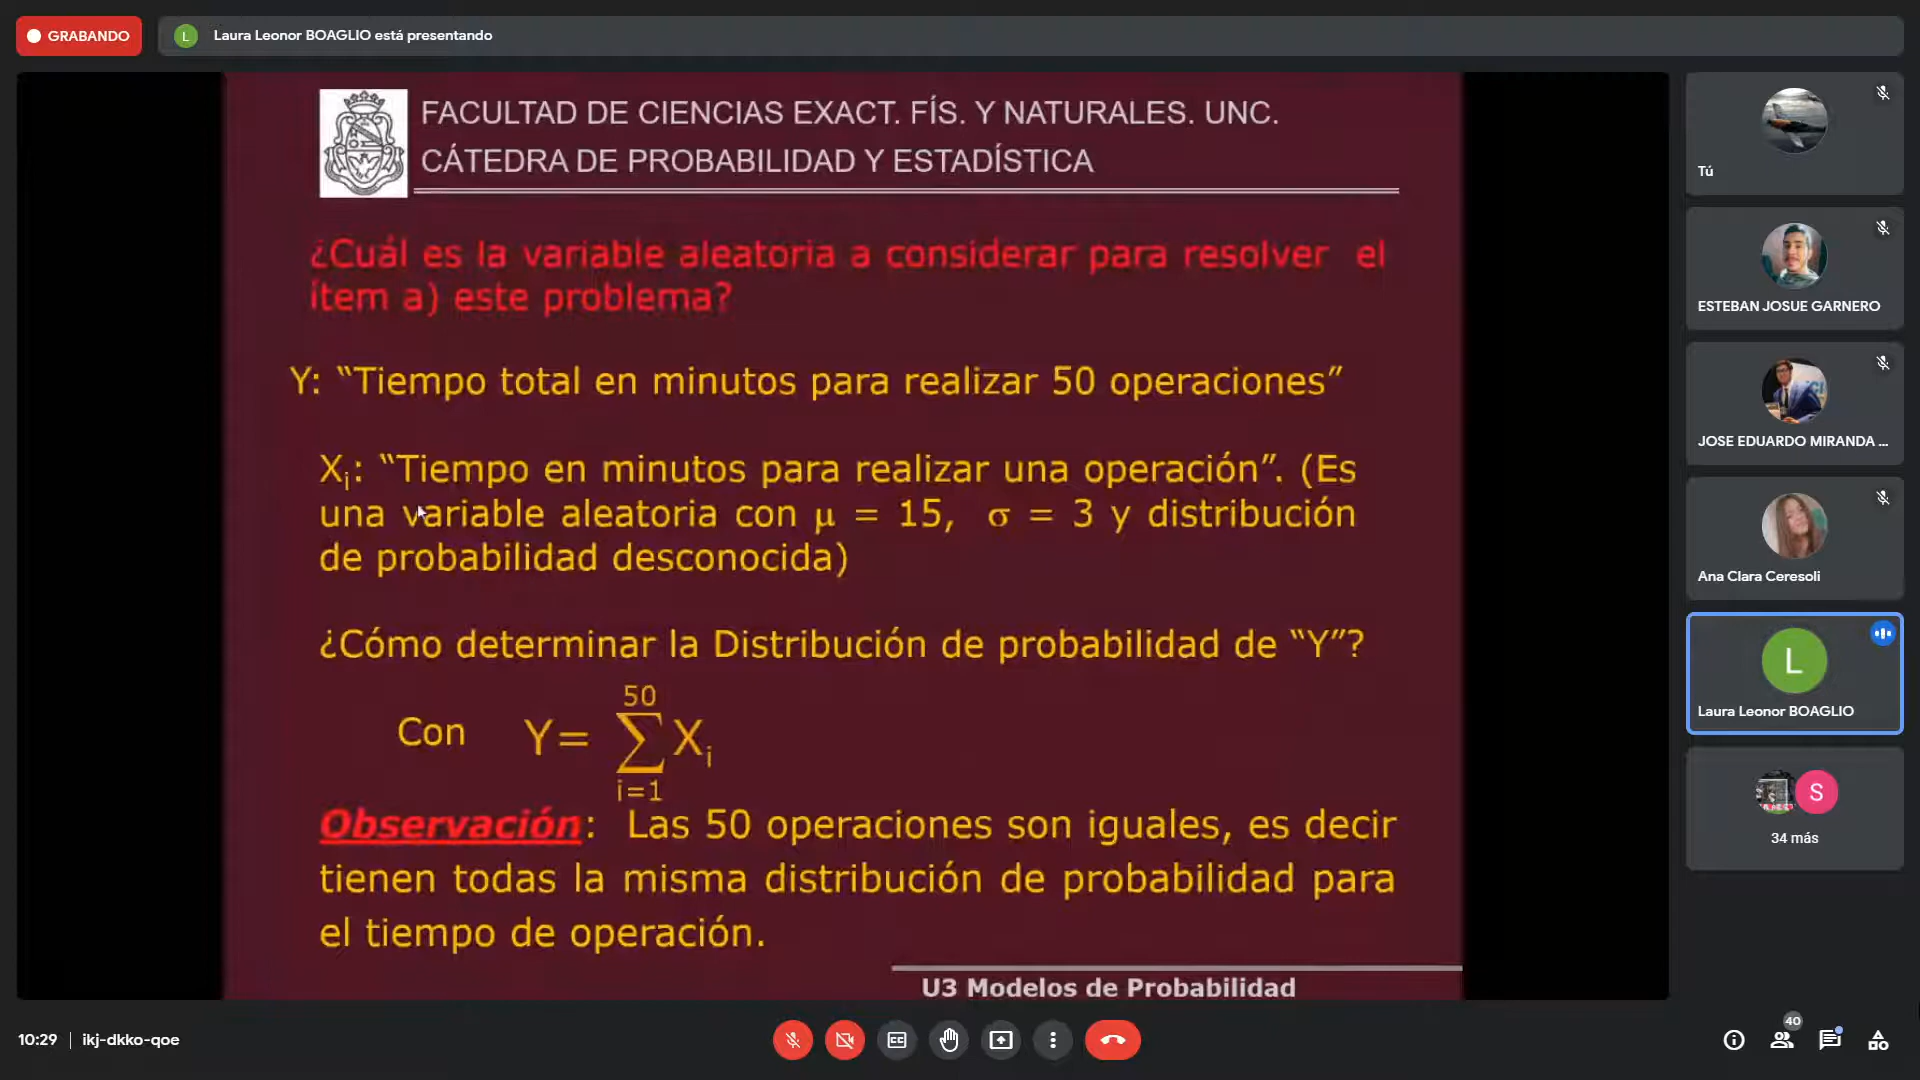 GRABANDO
L
Laura Leonor BOAGLIO está presentando
FACULTAD DE CIENCIAS EXACT. FÍS. Y NATURALES. UNC.
CÁTEDRA DE PROBABILIDAD Y ESTADÍSTICA
¿Cuál es la variable aleatoria a considerar para resolver el
ítem a) este problema?
Y: “Tiempo total en minutos para realizar 50 operaciones”
Xi: “Tiempo en minutos para realizar una operación”. (Es
una variable aleatoria con μ = 15, σ = 3 y distribución
de probabilidad desconocida)
¿Cómo determinar la Distribución de probabilidad de “Y”?
50
Con Y= ∑ Xi
i=1
Observación: Las 50 operaciones son iguales, es decir
tienen todas la misma distribución de probabilidad para
el tiempo de operación.
U3 Modelos de Probabilidad
Tú
ESTEBAN JOSUE GARNERO
JOSE EDUARDO MIRANDA ...
Ana Clara Ceresoli
L
Laura Leonor BOAGLIO
S
34 más
10:29 | ikj-dkko-qoe
40